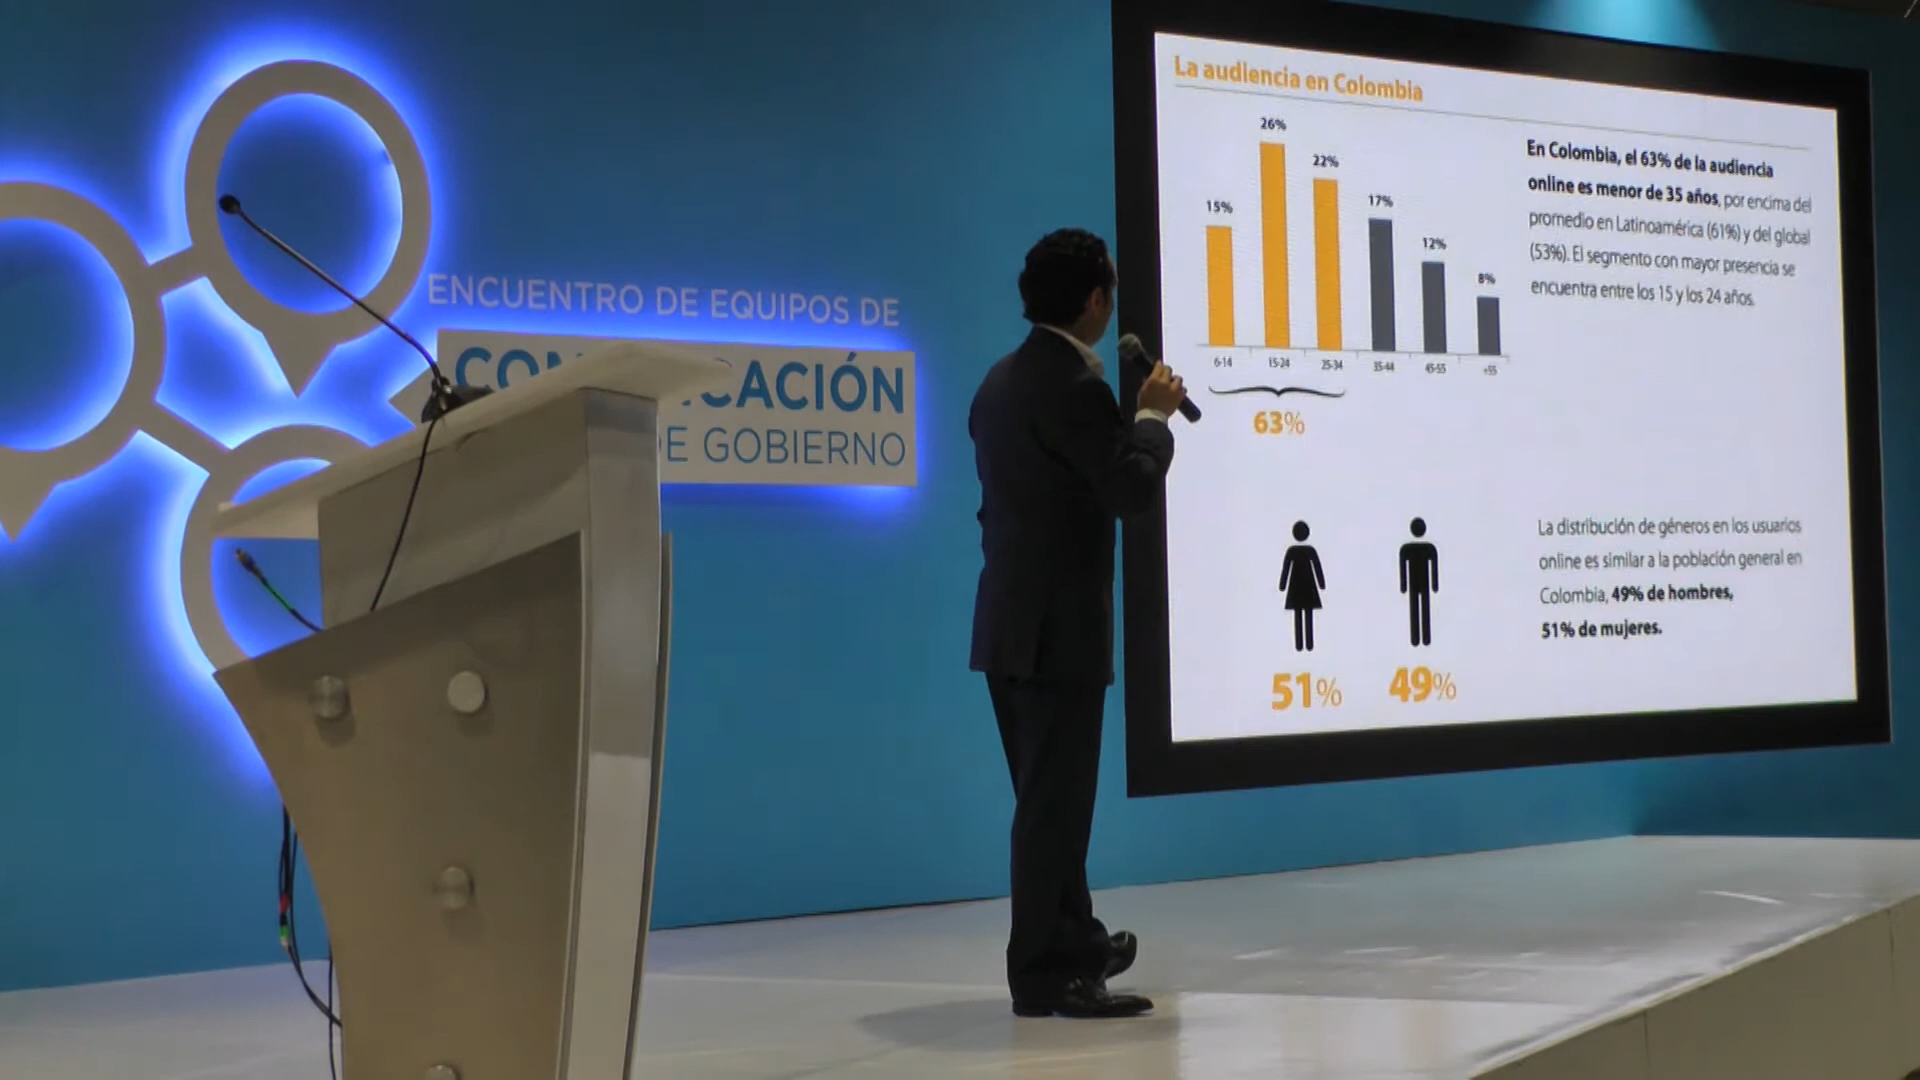 ENCUENTRO DE EQUIPOS DE
ACIÓN
DE GOBIERNO
La audiencia en Colombia
26%
22%
15%
17%
12%
8%
6-14
15-24
25-34
35-44
45-55
+55
63%
En Colombia, el 63% de la audiencia
online es menor de 35 años, por encima del
promedio en Latinoamérica (61%) y del global
(53%). El segmento con mayor presencia se
encuentra entre los 15 y los 24 años.
La distribución de géneros en los usuarios
online es similar a la población general en
Colombia, 49% de hombres,
51% de mujeres.
51%
49%